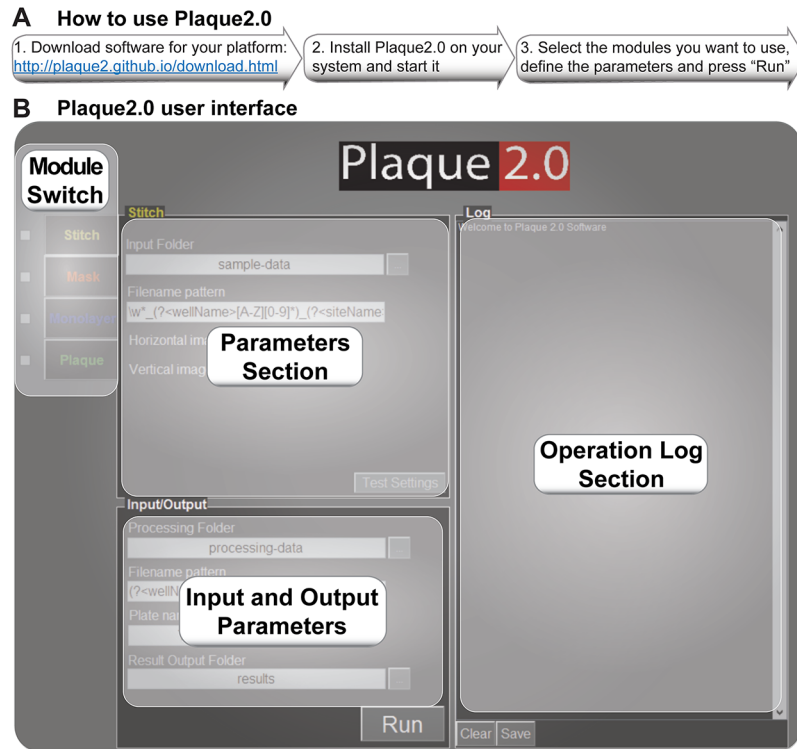 A How to use Plaque2.0
1. Download software for your platform:
http://plaque2.github.io/download.html
2. Install Plaque2.0 on your
system and start it
3. Select the modules you want to use,
define the parameters and press “Run”
B Plaque2.0 user interface
Plaque 2.0
Module
Switch
Stitch
Mask
Monolayer
Plaque
Stitch
Input Folder
sample-data
Filename pattern
\w*_(?<wellName>[A-Z][0-9]*)_(?<siteName
Horizontal
Vertical
Parameters
Section
Test Settings
Input/Output
Processing Folder
processing-data
...
Filename pattern
Plate
Input and Output
Parameters
Result Output Folder
results
...
Run
Log
Welcome to Plaque 2.0 Software
Operation Log
Section
Clear Save